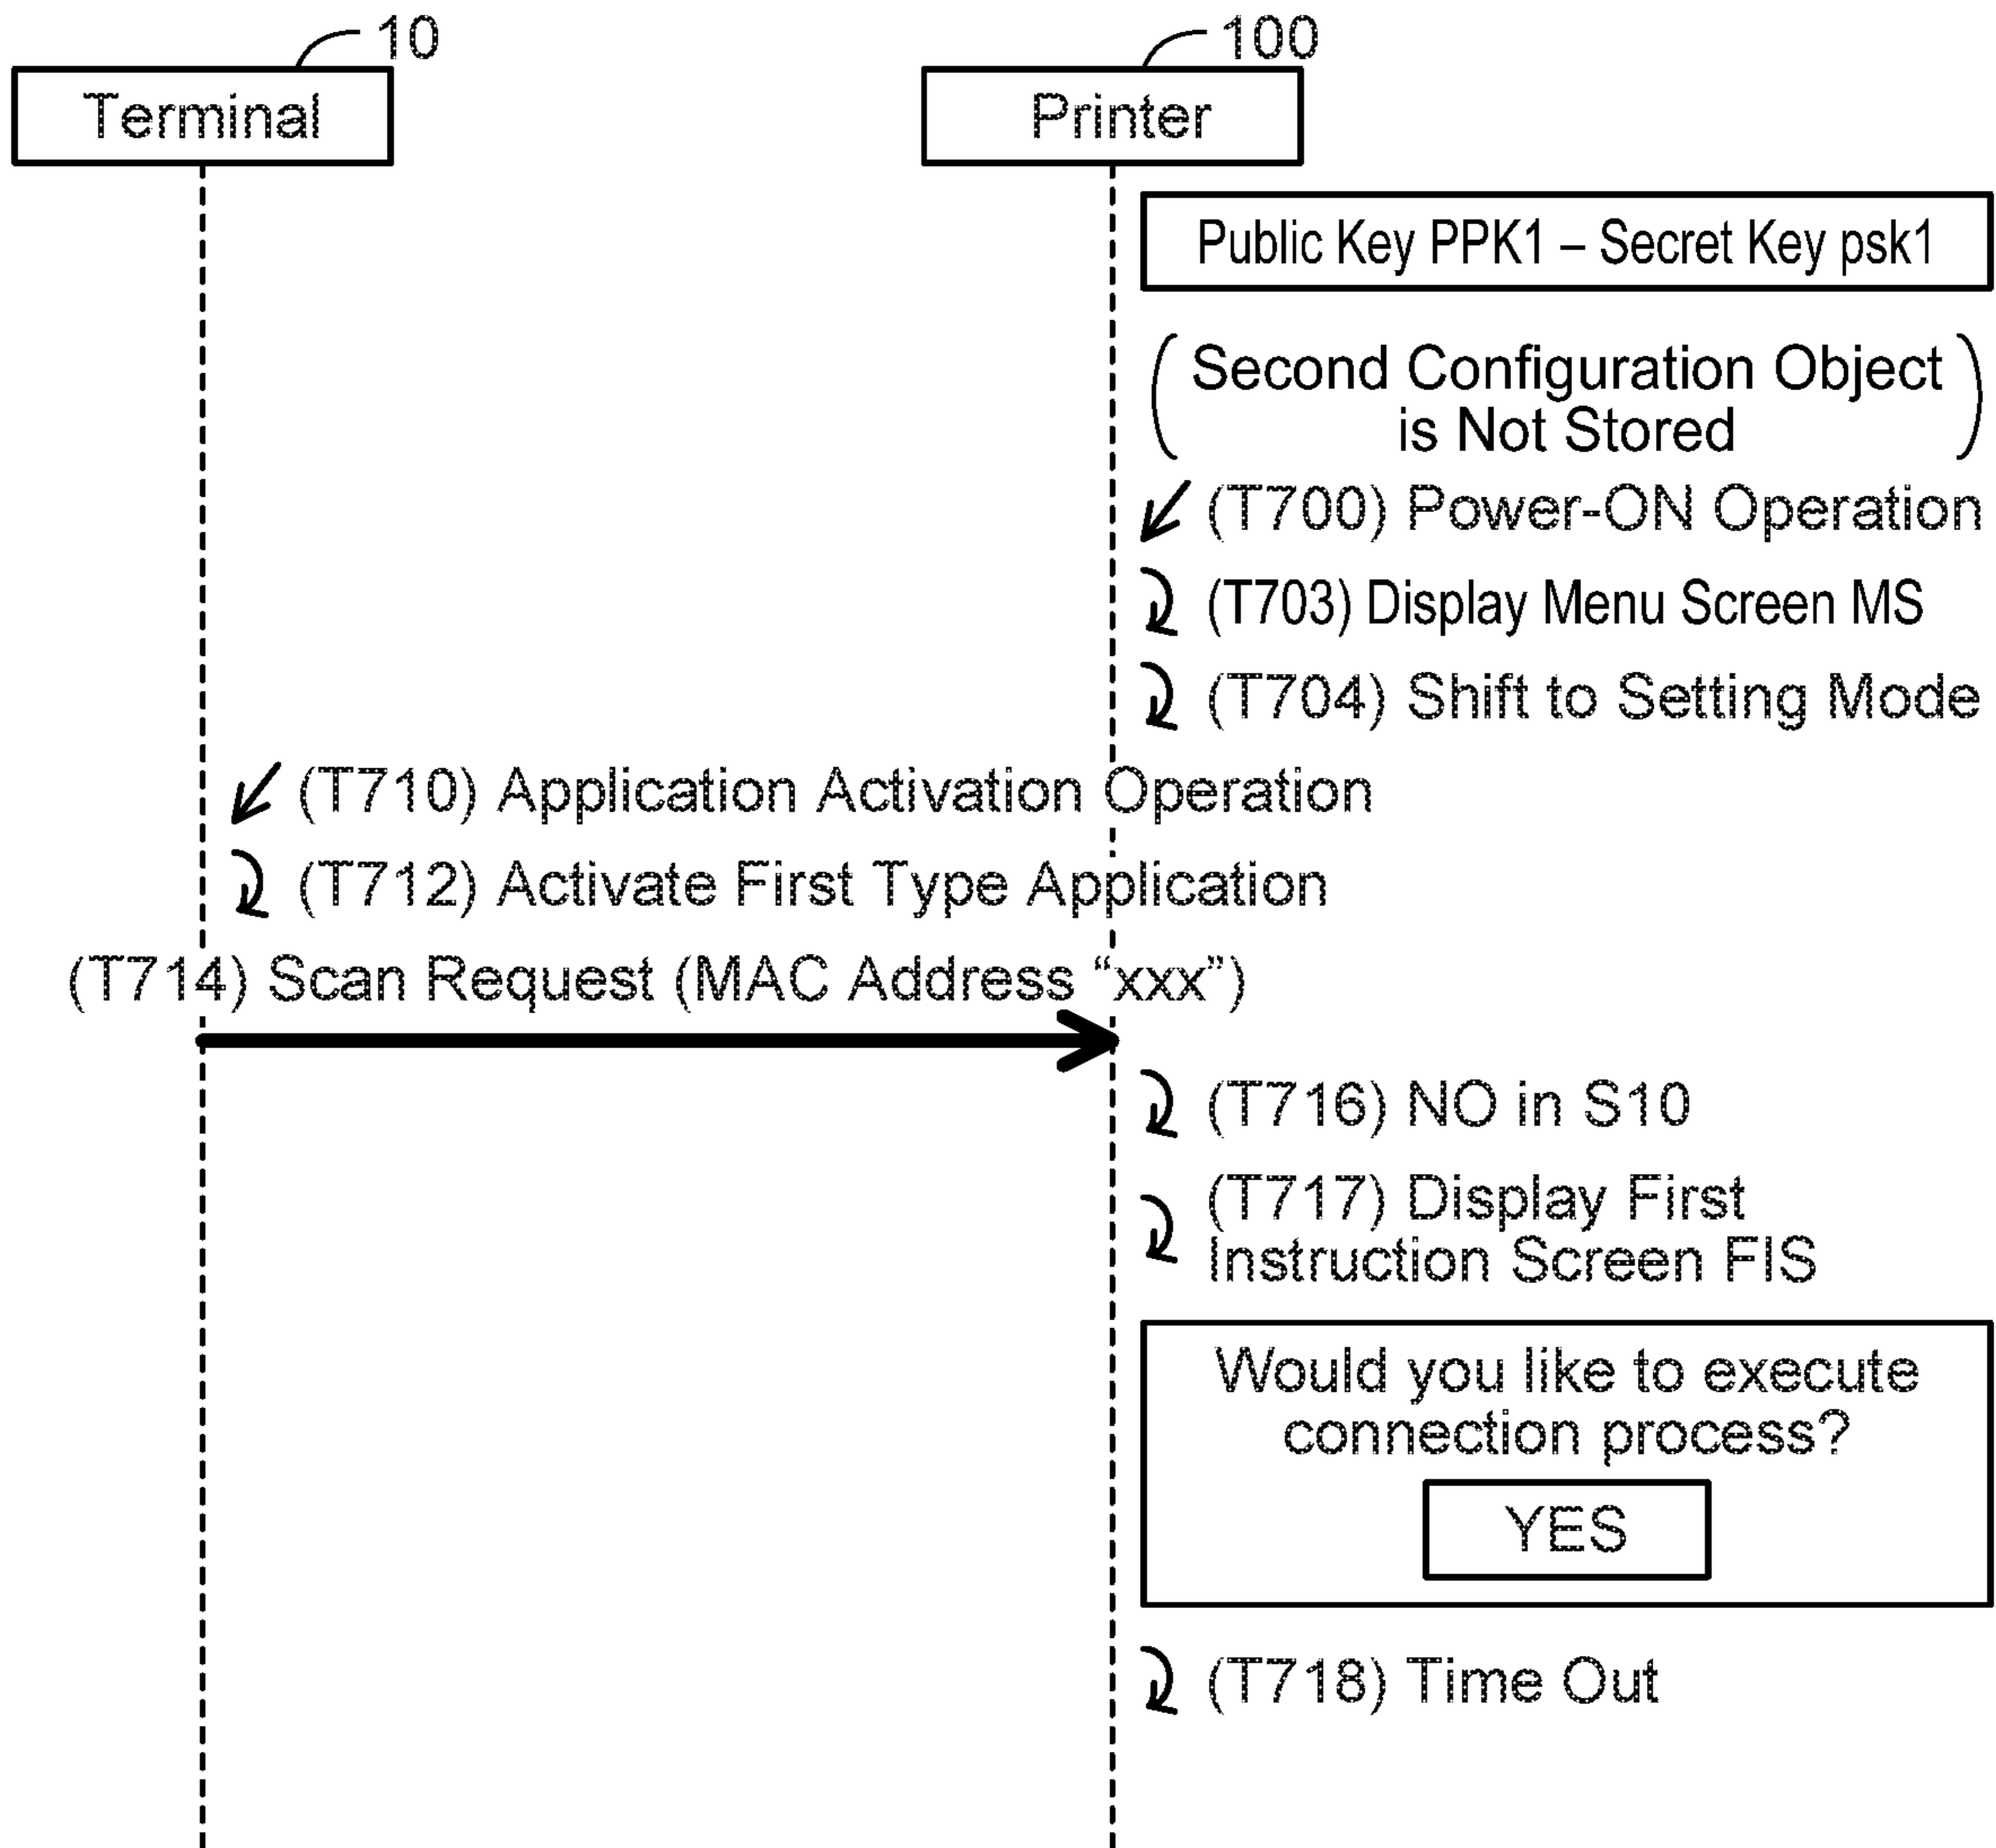 10
100
Terminal
Printer
Public Key PPK1 – Secret Key psk1
(Second Configuration Object
is Not Stored)
(T700) Power-ON Operation
(T703) Display Menu Screen MS
(T704) Shift to Setting Mode
(T710) Application Activation Operation
(T712) Activate First Type Application
(T714) Scan Request (MAC Address “xxx”)
(T716) NO in S10
(T717) Display First
Instruction Screen FIS
Would you like to execute
connection process?
YES
(T718) Time Out